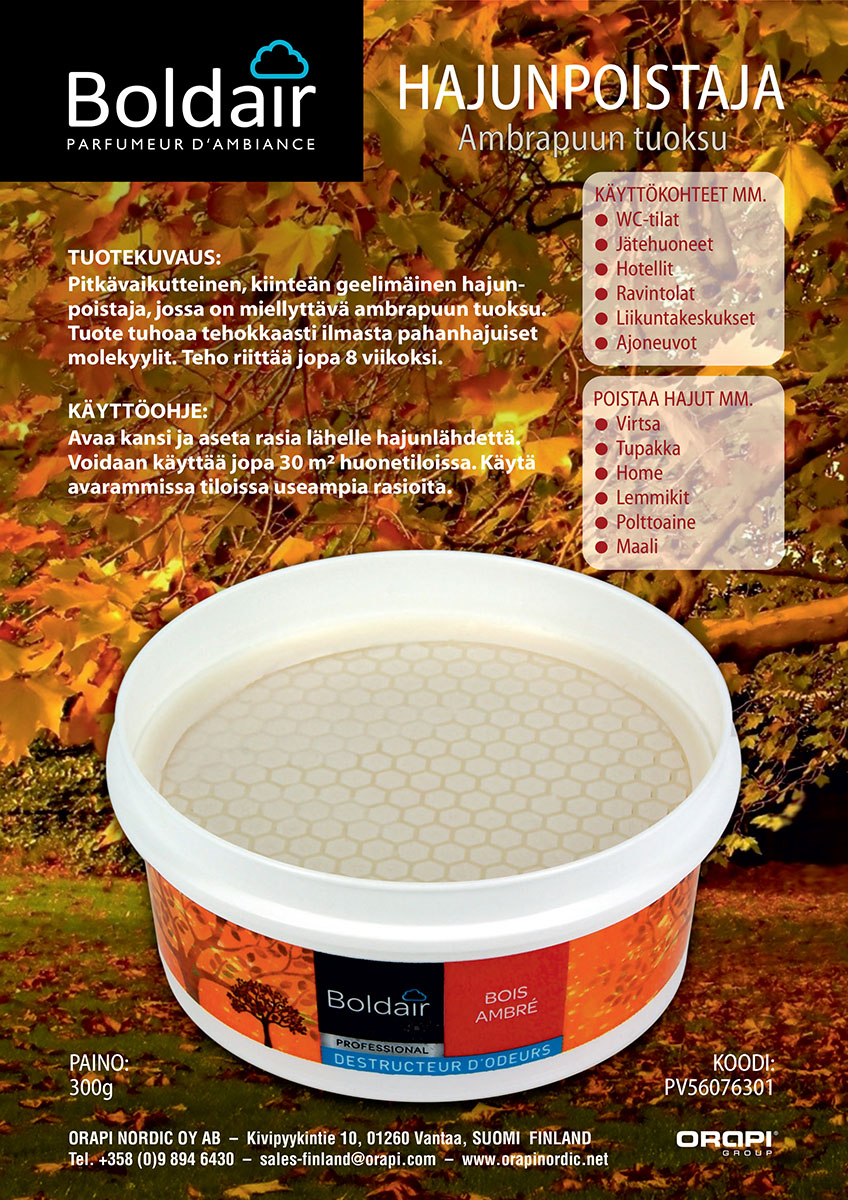 Boldair
PARFUMEUR D'AMBIANCE
HAJUNPOISTAJA
Ambrapuun tuoksu
TUOTEKUVAUS:
Pitkävaikutteinen, kiinteän geelimäinen hajun-
poistaja, jossa on miellyttävä ambrapuun tuoksu.
Tuote tuhoaa tehokkaasti ilmasta pahanhajuiset
molekyylit. Teho riittää jopa 8 viikoksi.
KÄYTTÖOHJE:
Avaa kansi ja aseta rasia lähelle hajunlähdettä.
Voidaan käyttää jopa 30 m² huonetiloissa. Käytä
avarammissa tiloissa useampia rasioita.
KÄYTTÖKOHTEET MM.
● WC-tilat
● Jätehuoneet
● Hotellit
● Ravintolat
● Liikuntakeskukset
● Ajoneuvot
POISTAA HAJUT MM.
● Virtsa
● Tupakka
● Home
● Lemmikit
● Polttoaine
● Maali
Boldair
BOIS
AMBRÉ
PROFESSIONAL
DESTRUCTEUR D'ODEURS
PAINO:
300g
KOODI:
PV56076301
ORAPI NORDIC OY AB – Kivipyykintie 10, 01260 Vantaa, SUOMI FINLAND
Tel. +358 (0)9 894 6430 – sales-finland@orapi.com – www.orapinordic.net
ORAPI®
GROUP